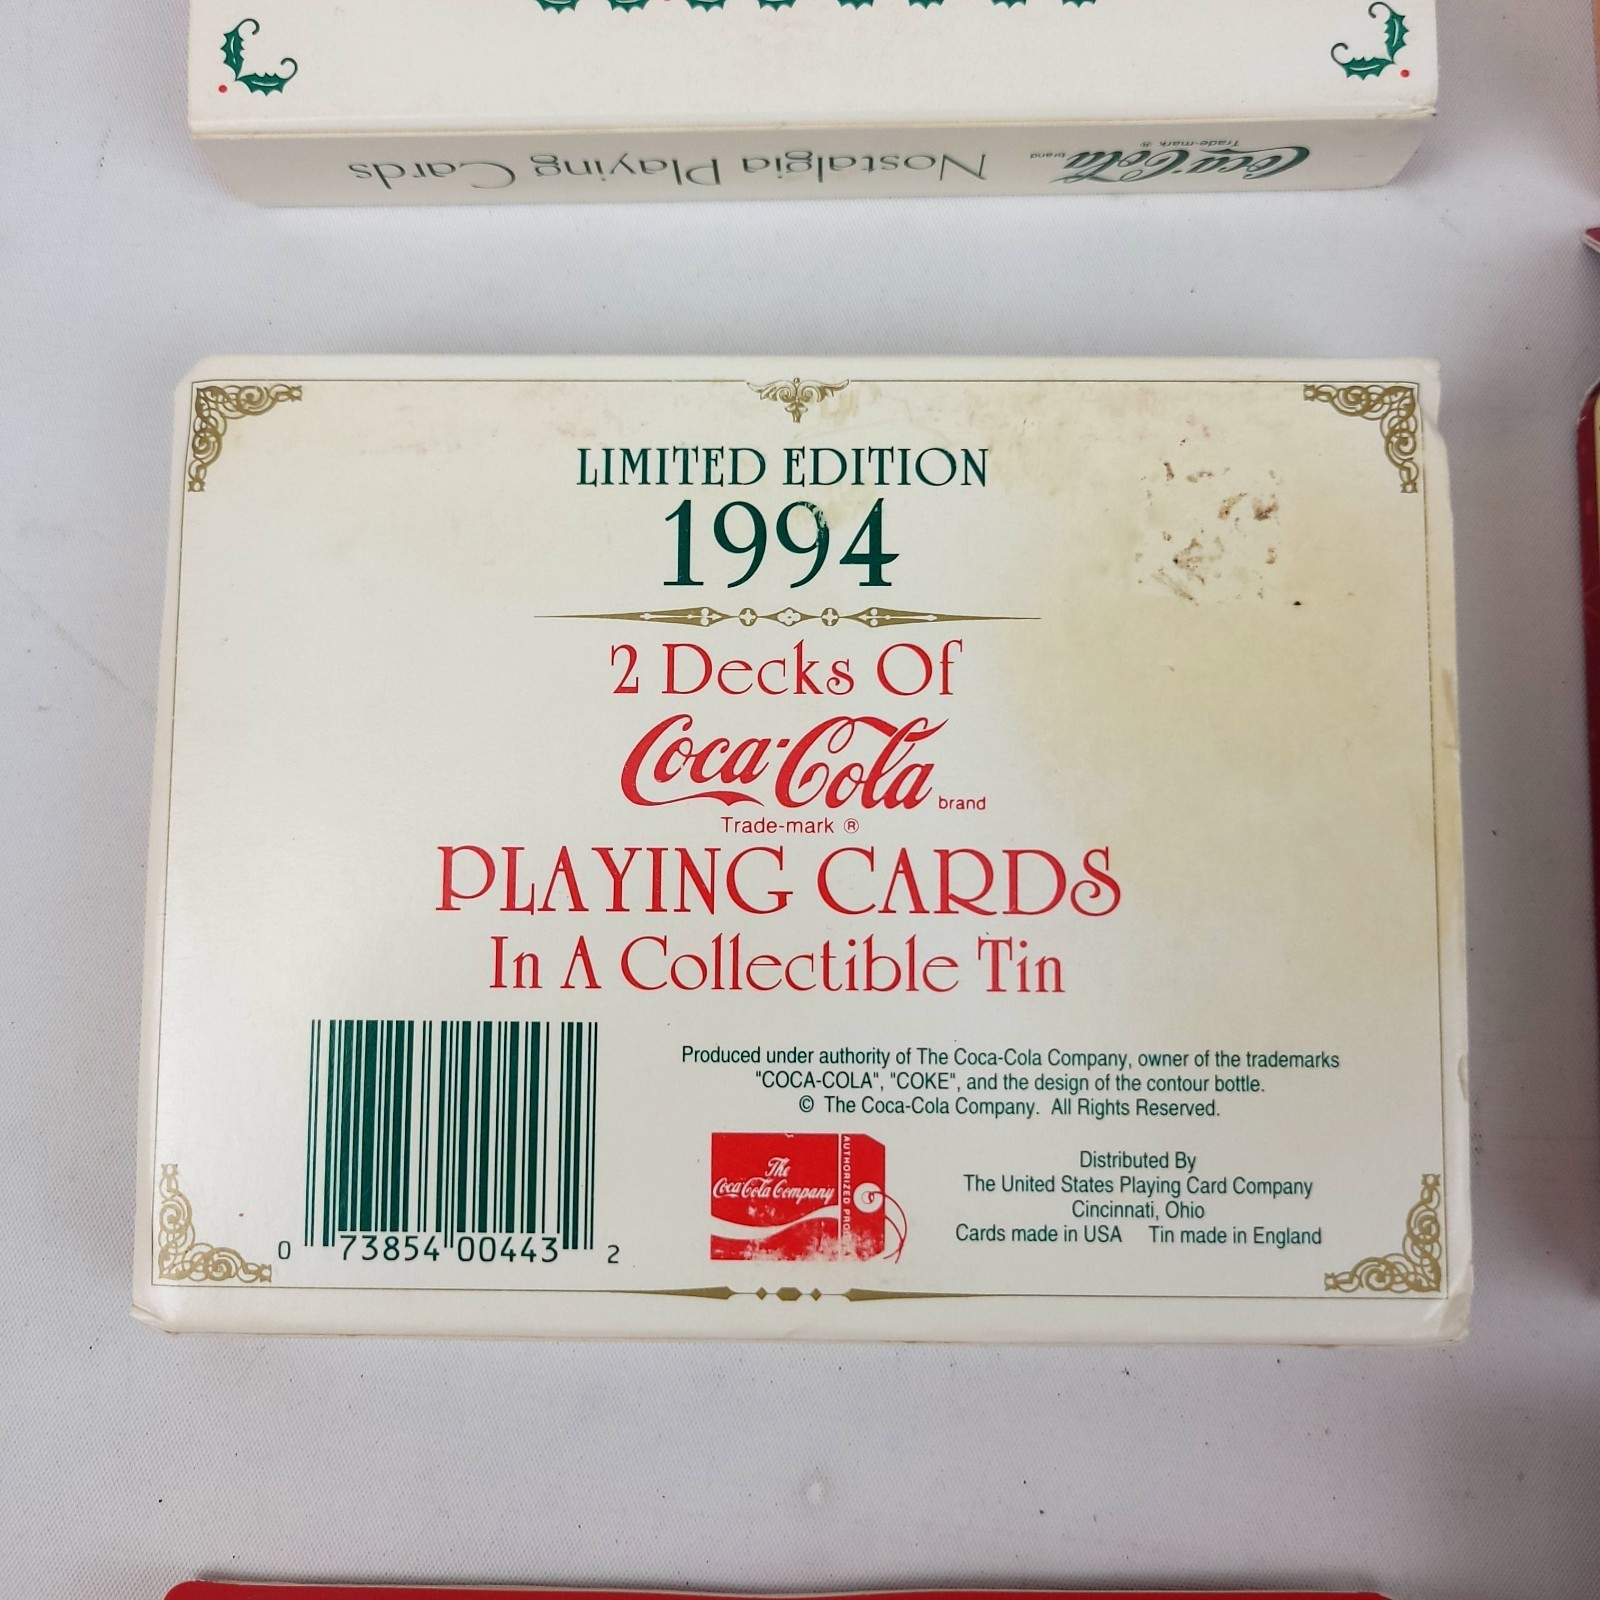 Coca-Cola brand
Trade-mark ®
Nostalgia Playing Cards
LIMITED EDITION
1994
2 Decks Of
Coca-Cola brand
Trade-mark ®
PLAYING CARDS
In A Collectible Tin
0 73854 00443 2
Produced under authority of The Coca-Cola Company, owner of the trademarks
"COCA-COLA", "COKE", and the design of the contour bottle.
© The Coca-Cola Company. All Rights Reserved.
The
Coca-Cola Company
AUTHORIZED
Distributed By
The United States Playing Card Company
Cincinnati, Ohio
Cards made in USA Tin made in England